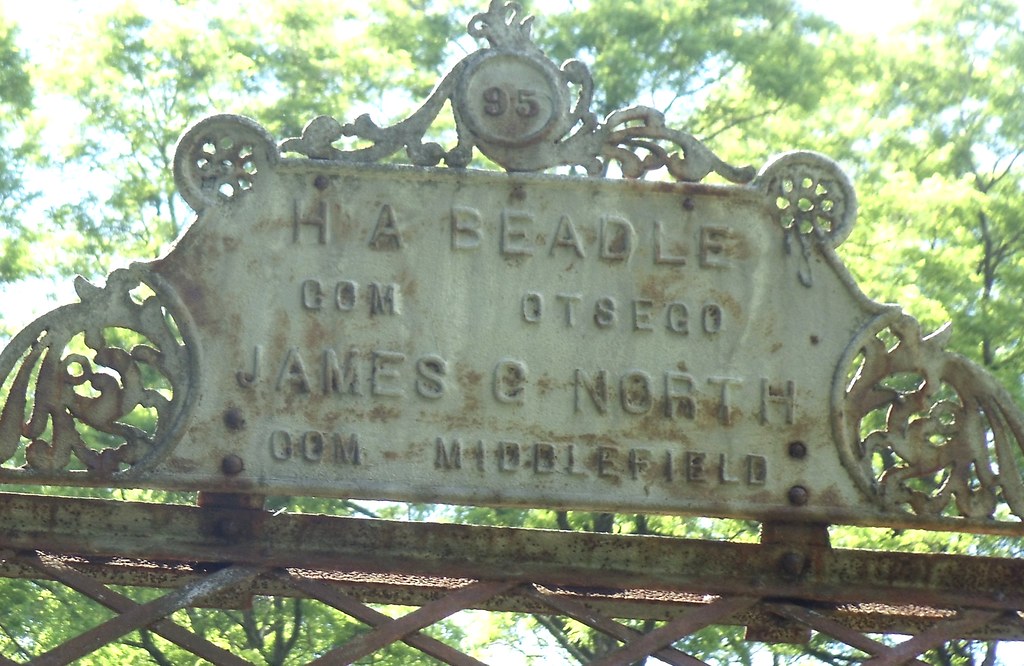 95
H A BEADLE
COM OTSEGO
JAMES G NORTH
COM MIDDLEFIELD